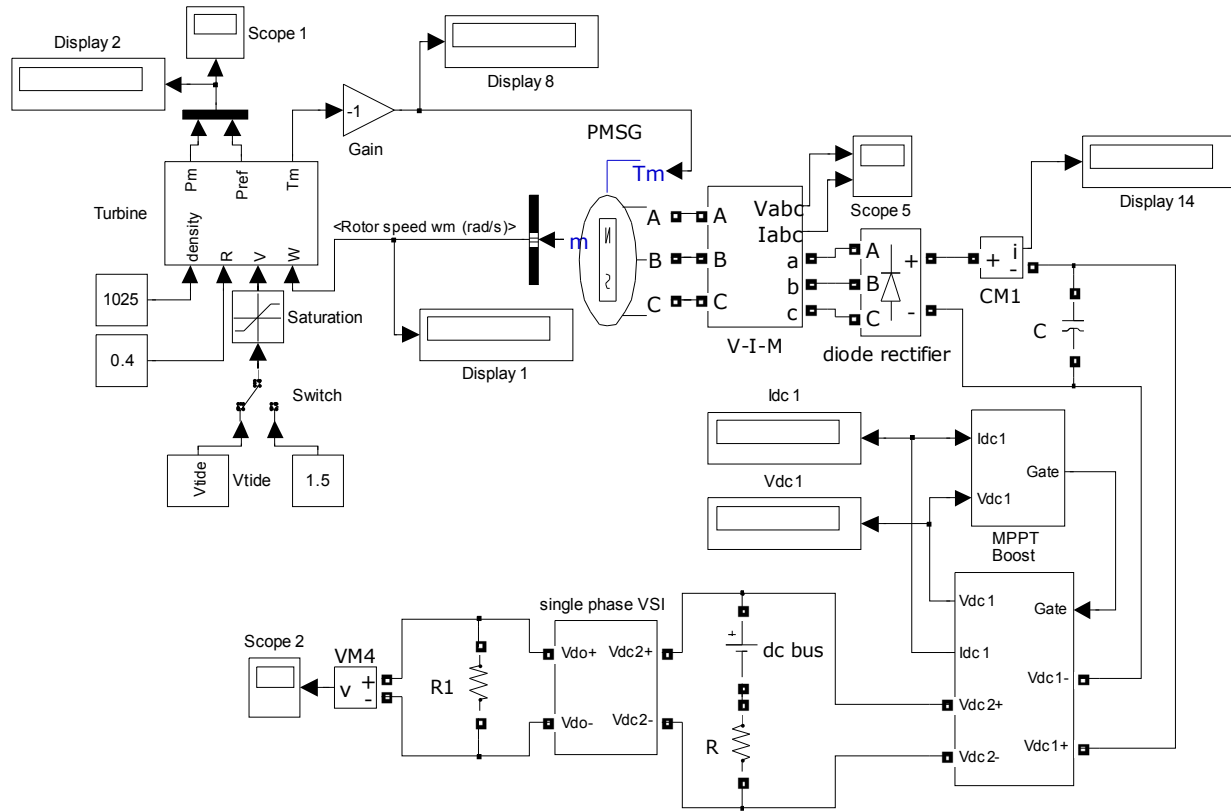 Display 2
Scope 1
Display 8
-1
Gain
PMSG
Tm
Pm
Pref
Tm
Turbine
density
R
V
W
<Rotor speed wm (rad/s)>
m
A
B
C
A
B
C
Vabc
Iabc
a
b
c
V-I-M
Scope 5
A
B
C
+
-
diode rectifier
+
i
-
CM1
Display 14
C
1025
0.4
Saturation
Display 1
Switch
Vtide
Vtide
1.5
Idc 1
Vdc1
Idc1
Vdc1
Gate
MPPT
Boost
Vdc 1
Gate
Idc 1
Vdc1-
Vdc2+
Vdc1+
Vdc2-
single phase VSI
Vdo+
Vdc2+
Vdo-
Vdc2-
+
dc bus
R
R1
Scope 2
VM4
v
+
-